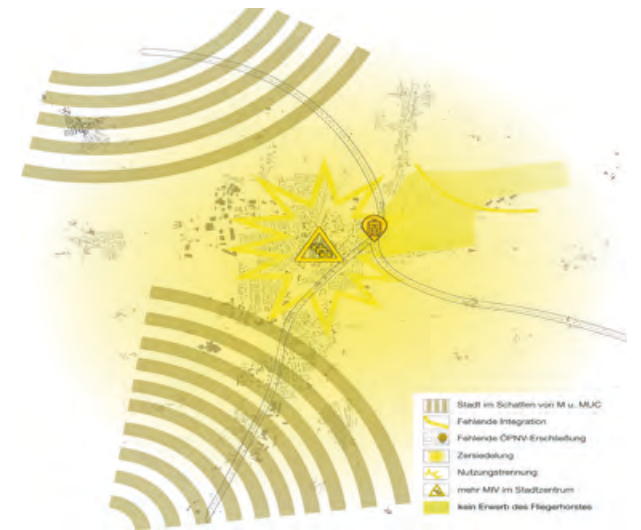 Stadt im Schatten von M u. MUC
Fehlende Integration
Fehlende ÖPNV-Erschließung
Zersiedelung
Nutzungstrennung
mehr MIV im Stadtzentrum
kein Erwerb des Fliegerhorstes